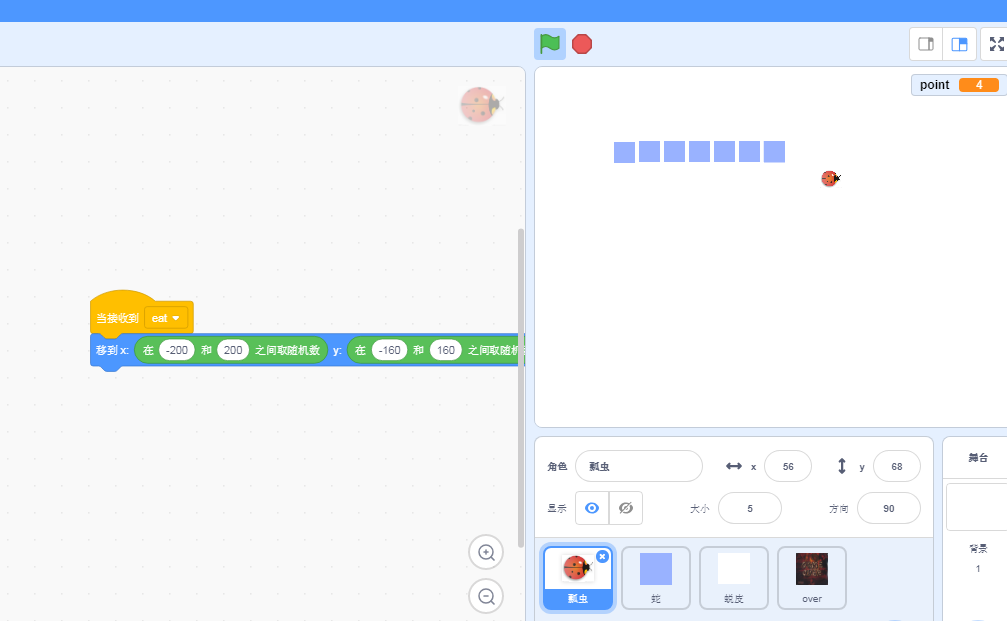 point 4
当接收到 eat
移到 x: 在 -200 和 200 之间取随机数 y: 在 -160 和 160 之间取随机
角色 瓢虫 x 56 y 68
显示 大小 5 方向 90
瓢虫 蛇 蜕皮 over
舞台
背景
1